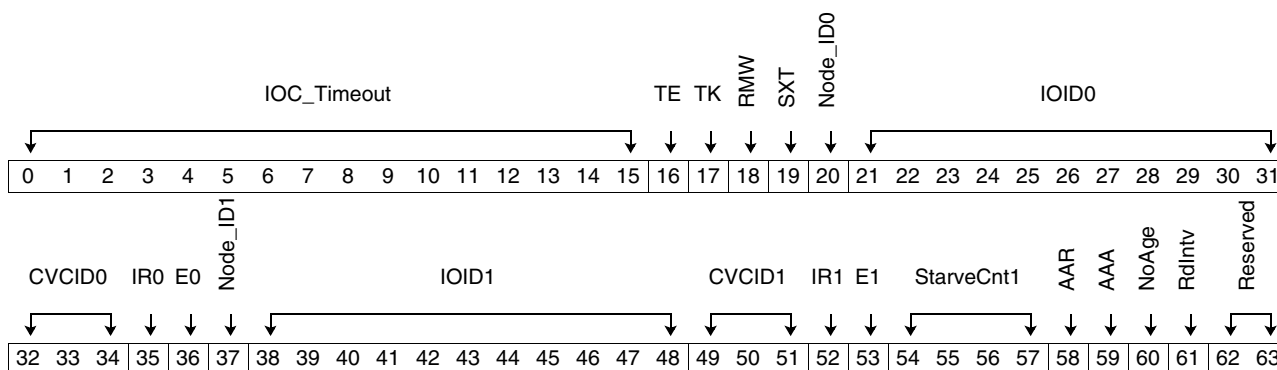 IOC_Timeout TE TK RMW SXT Node_ID0 IOID0
0 1 2 3 4 5 6 7 8 9 10 11 12 13 14 15 16 17 18 19 20 21 22 23 24 25 26 27 28 29 30 31
CVCID0 IR0 E0 Node_ID1 IOID1 CVCID1 IR1 E1 StarveCnt1 AAR AAA NoAge RdIntv Reserved
32 33 34 35 36 37 38 39 40 41 42 43 44 45 46 47 48 49 50 51 52 53 54 55 56 57 58 59 60 61 62 63